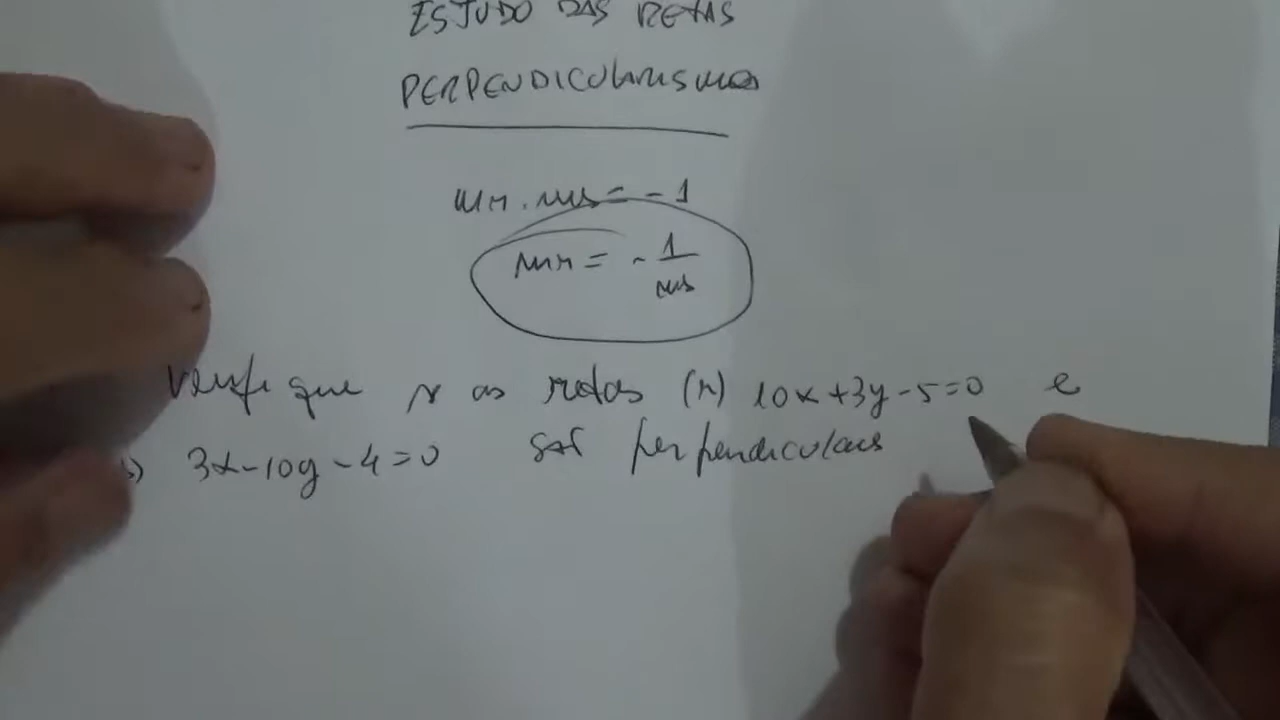 ESTUDO DAS RETAS
PERPENDICULARISMO
mr . ms = - 1
mr = - 1/ms
Verifique se as retas (r) 10x + 3y - 5 = 0 e
) 3x - 10y - 4 = 0 são perpendiculares